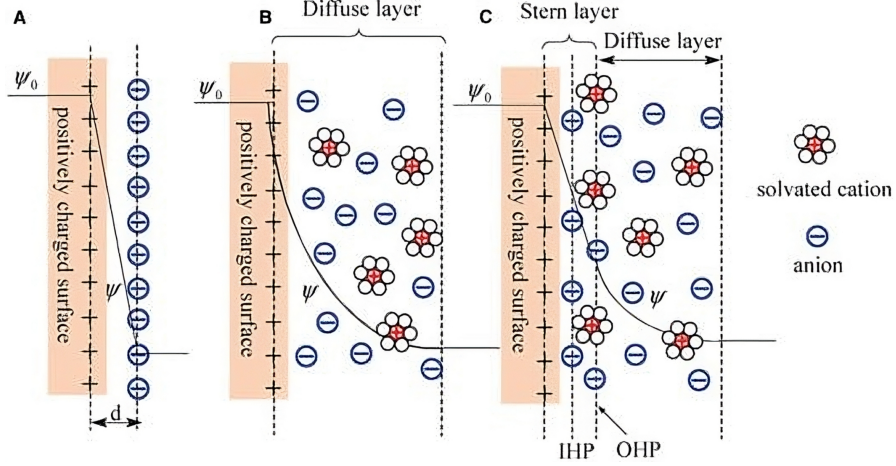 A
ψ0
positively charged surface
ψ
d
B
Diffuse layer
ψ0
positively charged surface
ψ
C
Stern layer
Diffuse layer
ψ0
positively charged surface
ψ
IHP
OHP
solvated cation
anion